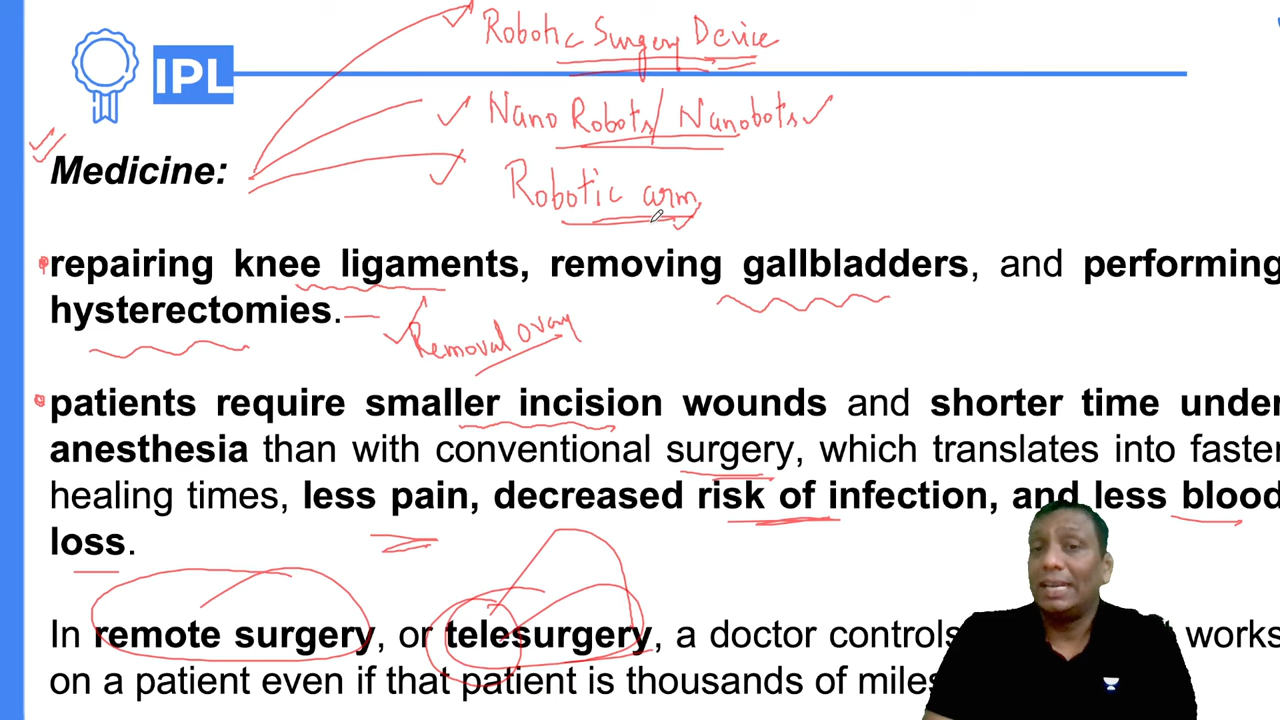 Robotic Surgery Device
IPL
Nano Robots/ Nanobots
Medicine:
Robotic arm
repairing knee ligaments, removing gallbladders, and performing
hysterectomies.
Removal ovary
patients require smaller incision wounds and shorter time under
anesthesia than with conventional surgery, which translates into faster
healing times, less pain, decreased risk of infection, and less blood
loss.
In remote surgery, or telesurgery, a doctor controls works
on a patient even if that patient is thousands of miles